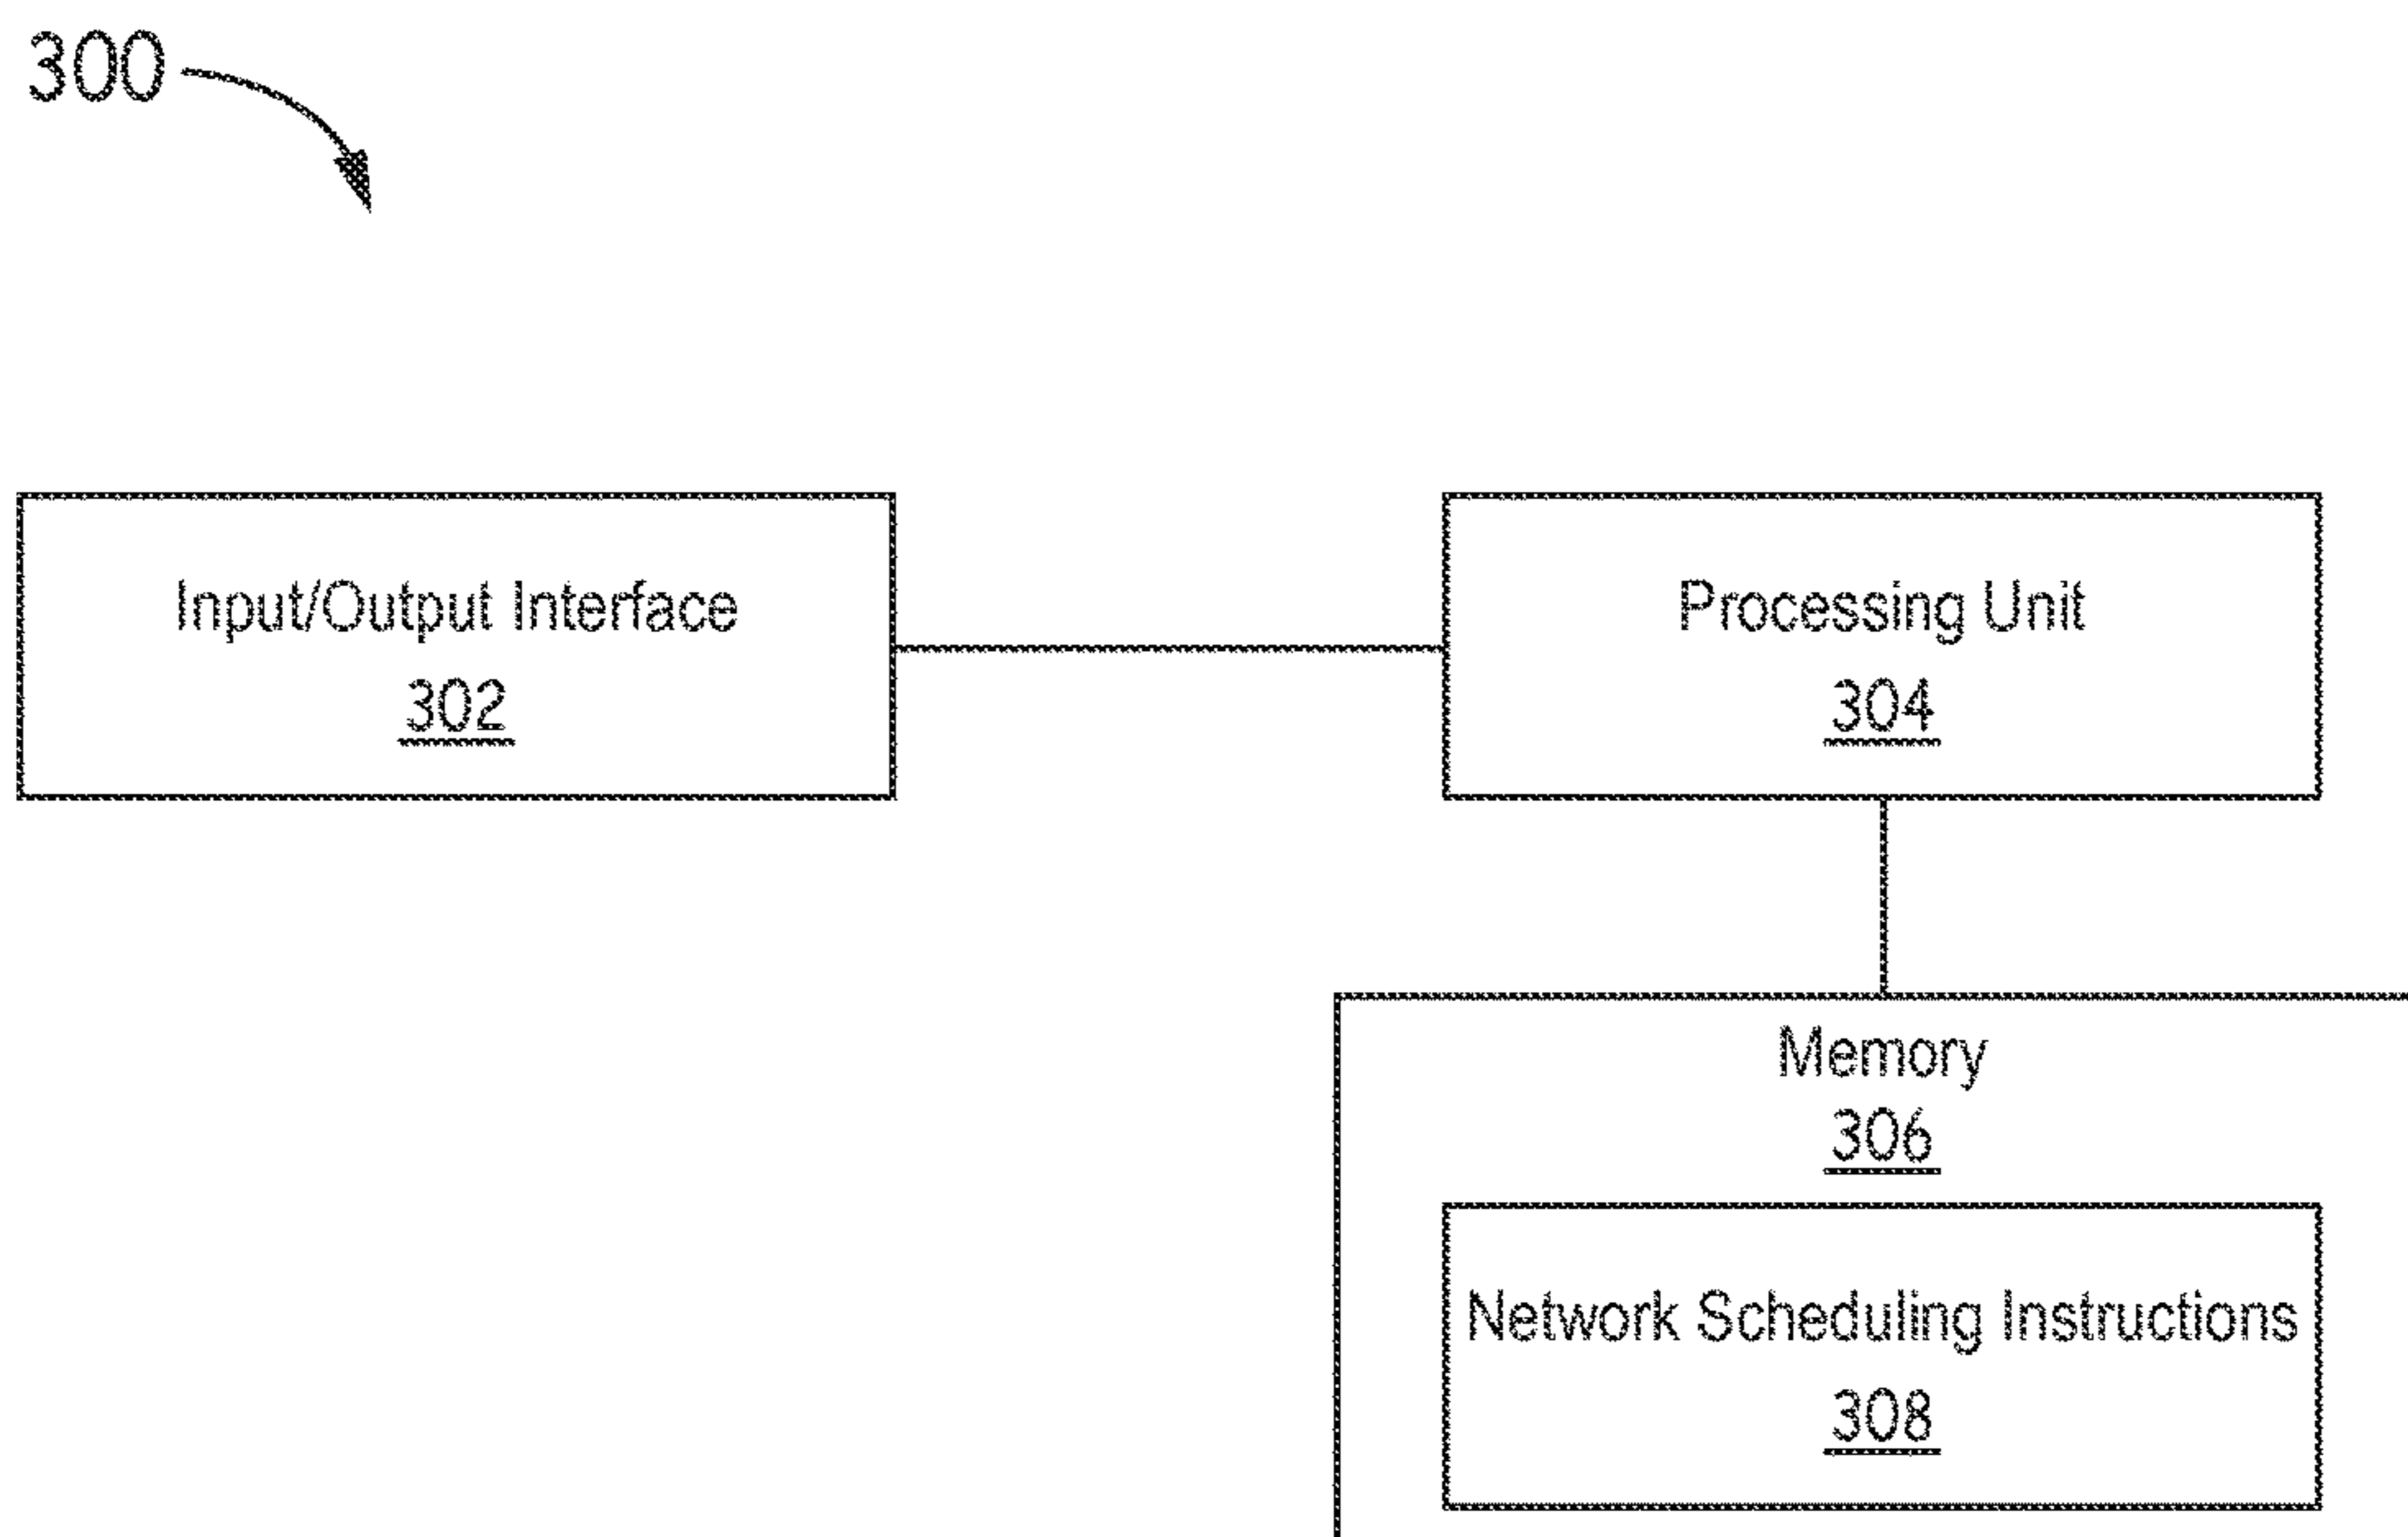 300
Input/Output Interface
302
Processing Unit
304
Memory
306
Network Scheduling Instructions
308